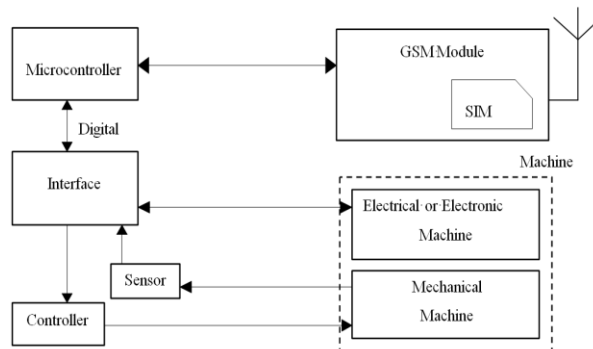 Microcontroller
GSM Module
SIM
Digital
Machine
Interface
Electrical or Electronic
Machine
Sensor
Mechanical
Machine
Controller